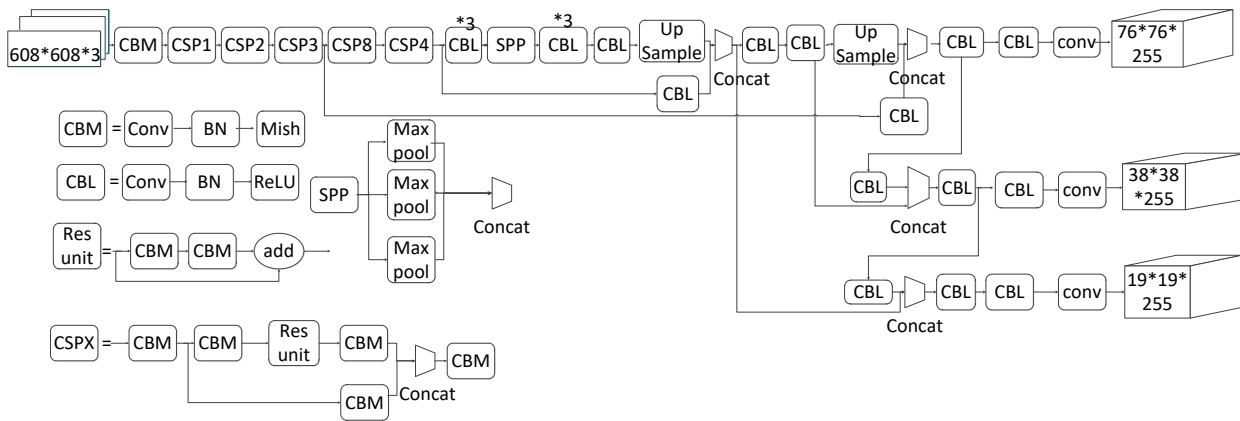 608*608*3
CBM
CSP1
CSP2
CSP3
CSP8
CSP4
*3
CBL
SPP
*3
CBL
CBL
Up
Sample
Concat
CBL
CBL
Up
Sample
Concat
CBL
CBL
conv
76*76*
255
CBL
CBL
CBM = Conv BN Mish
CBL = Conv BN ReLU
Res
unit
= CBM CBM add
SPP
Max
pool
Max
pool
Max
pool
Concat
CBL
Concat
CBL
CBL
conv
38*38
*255
CBL
Concat
CBL
CBL
conv
19*19*
255
CSPX = CBM CBM
Res
unit
CBM
CBM
Concat
CBM